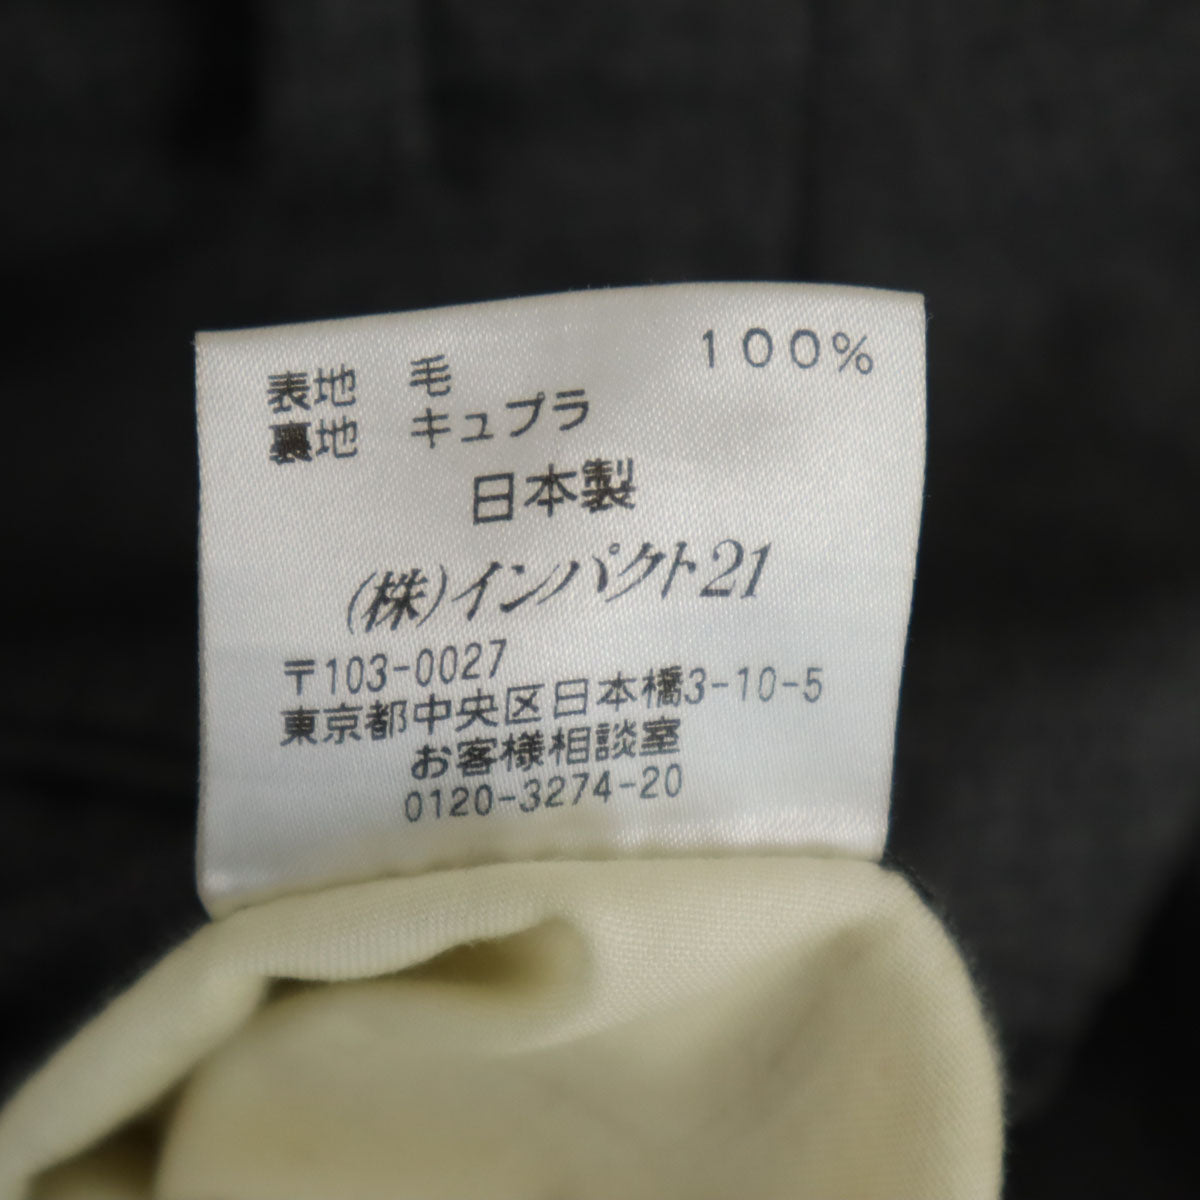 表地 毛 100%
裏地 キュプラ
日本製
(株)インパクト21
〒103-0027
東京都中央区日本橋3-10-5
お客様相談室
0120-3274-20